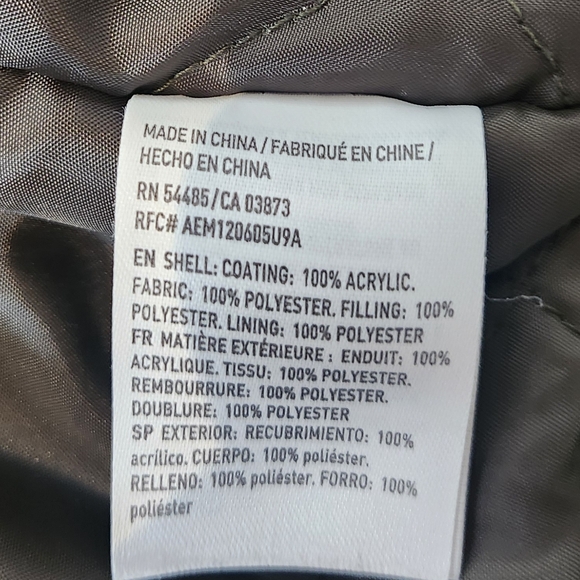 MADE IN CHINA / FABRIQUÉ EN CHINE /
HECHO EN CHINA
RN 54485 / CA 03873
RFC# AEM120605U9A
EN SHELL: COATING: 100% ACRYLIC.
FABRIC: 100% POLYESTER. FILLING: 100%
POLYESTER. LINING: 100% POLYESTER
FR MATIÈRE EXTÉRIEURE : ENDUIT: 100%
ACRYLIQUE. TISSU: 100% POLYESTER.
REMBOURRURE: 100% POLYESTER.
DOUBLURE: 100% POLYESTER
SP EXTERIOR: RECUBRIMIENTO: 100%
acrílico. CUERPO: 100% poliéster.
RELLENO: 100% poliéster. FORRO: 100%
poliéster